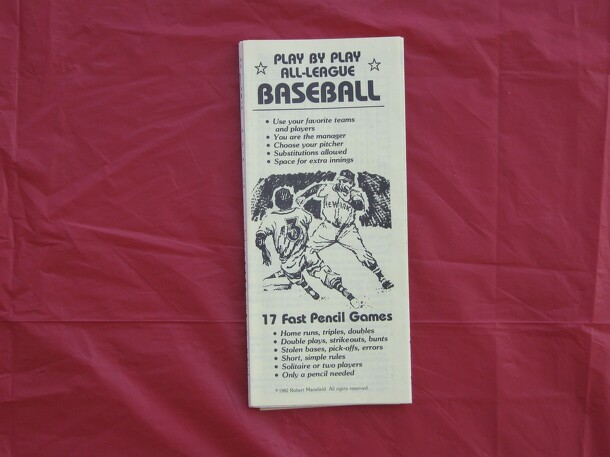 PLAY BY PLAY
ALL-LEAGUE
BASEBALL
• Use your favorite teams
and players
• You are the manager
• Choose your pitcher
• Substitutions allowed
• Space for extra innings
17 Fast Pencil Games
• Home runs, triples, doubles
• Double plays, strikeouts, bunts
• Stolen bases, pick-offs, errors
• Short, simple rules
• Solitaire or two players
• Only a pencil needed
Robert Mansfield. All rights reserved.